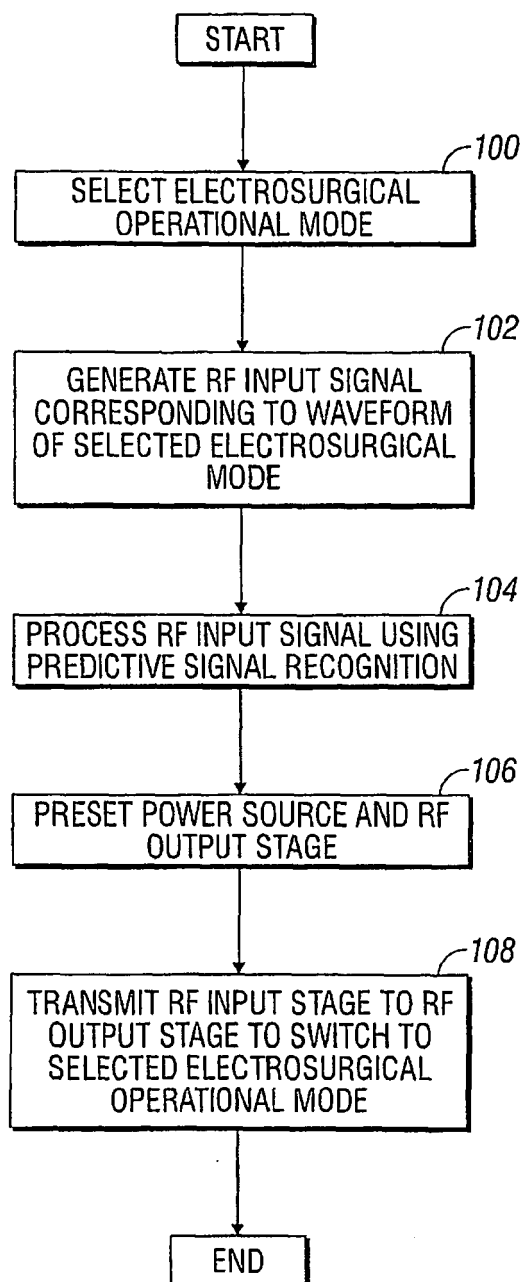 START
100
SELECT ELECTROSURGICAL
OPERATIONAL MODE
102
GENERATE RF INPUT SIGNAL
CORRESPONDING TO WAVEFORM
OF SELECTED ELECTROSURGICAL
MODE
104
PROCESS RF INPUT SIGNAL USING
PREDICTIVE SIGNAL RECOGNITION
106
PRESET POWER SOURCE AND RF
OUTPUT STAGE
108
TRANSMIT RF INPUT STAGE TO RF
OUTPUT STAGE TO SWITCH TO
SELECTED ELECTROSURGICAL
OPERATIONAL MODE
END